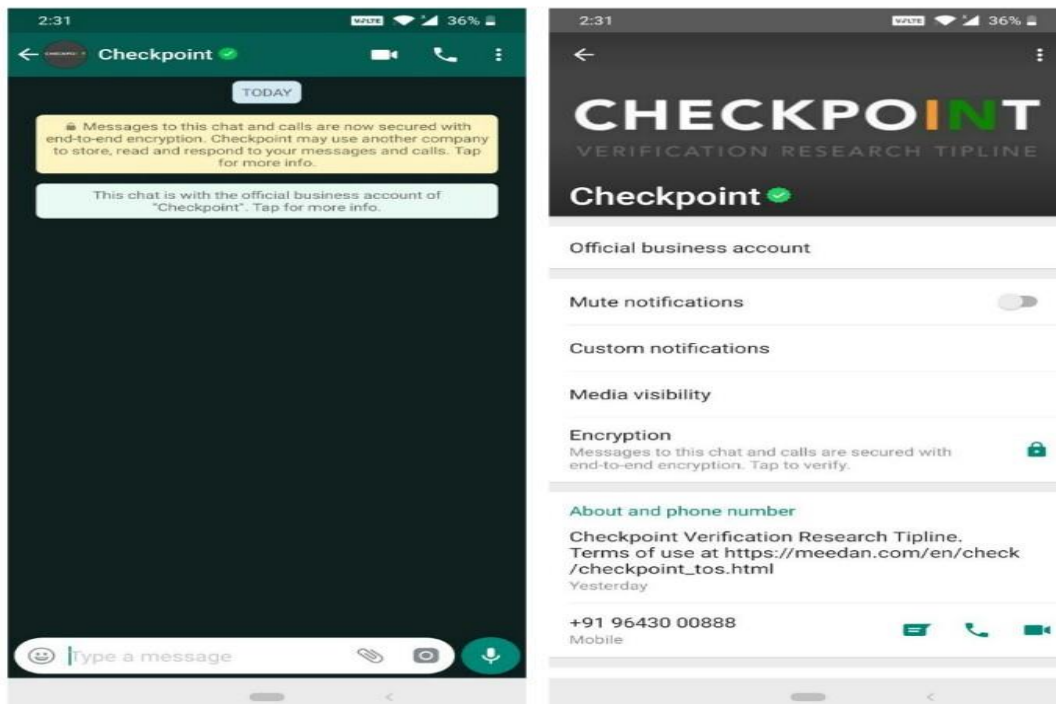 2:31
VoLTE 36%
Checkpoint
TODAY
Messages to this chat and calls are now secured with
end-to-end encryption. Checkpoint may use another company
to store, read and respond to your messages and calls. Tap
for more info.
This chat is with the official business account of
"Checkpoint". Tap for more info.
Type a message
2:31
VoLTE 36%
CHECKPOINT
VERIFICATION RESEARCH TIPLINE
Checkpoint
Official business account
Mute notifications
Custom notifications
Media visibility
Encryption
Messages to this chat and calls are secured with
end-to-end encryption. Tap to verify.
About and phone number
Checkpoint Verification Research Tipline.
Terms of use at https://meedan.com/en/check
/checkpoint_tos.html
Yesterday
+91 96430 00888
Mobile